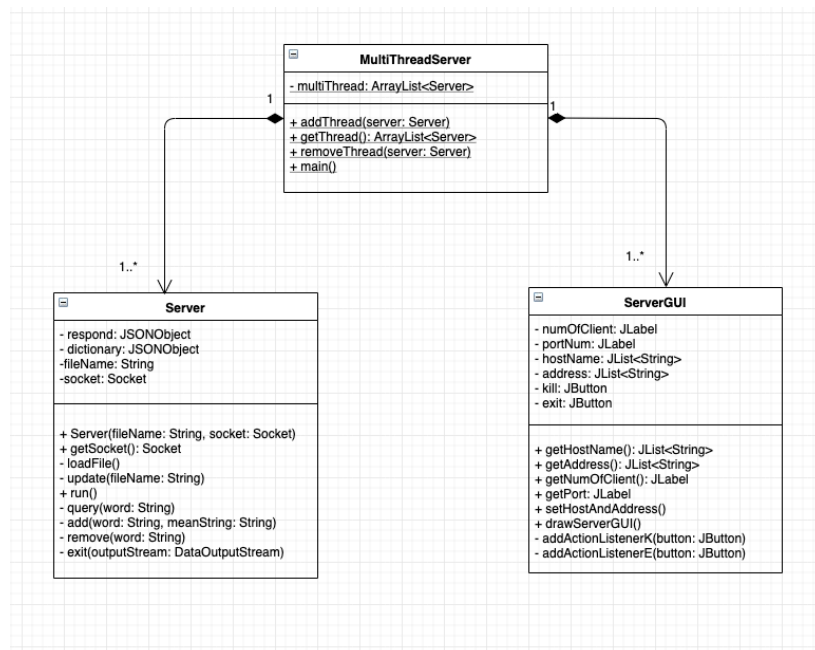 MultiThreadServer
- multiThread: ArrayList<Server>
1
1
+ addThread(server: Server)
+ getThread(): ArrayList<Server>
+ removeThread(server: Server)
+ main()
1..*
1..*
Server
- respond: JSONObject
- dictionary: JSONObject
-fileName: String
-socket: Socket
+ Server(fileName: String, socket: Socket)
+ getSocket(): Socket
- loadFile()
- update(fileName: String)
+ run()
- query(word: String)
- add(word: String, meanString: String)
- remove(word: String)
- exit(outputStream: DataOutputStream)
ServerGUI
- numOfClient: JLabel
- portNum: JLabel
- hostName: JList<String>
- address: JList<String>
- kill: JButton
- exit: JButton
+ getHostName(): JList<String>
+ getAddress(): JList<String>
+ getNumOfClient(): JLabel
+ getPort: JLabel
+ setHostAndAddress()
+ drawServerGUI()
- addActionListenerK(button: JButton)
- addActionListenerE(button: JButton)